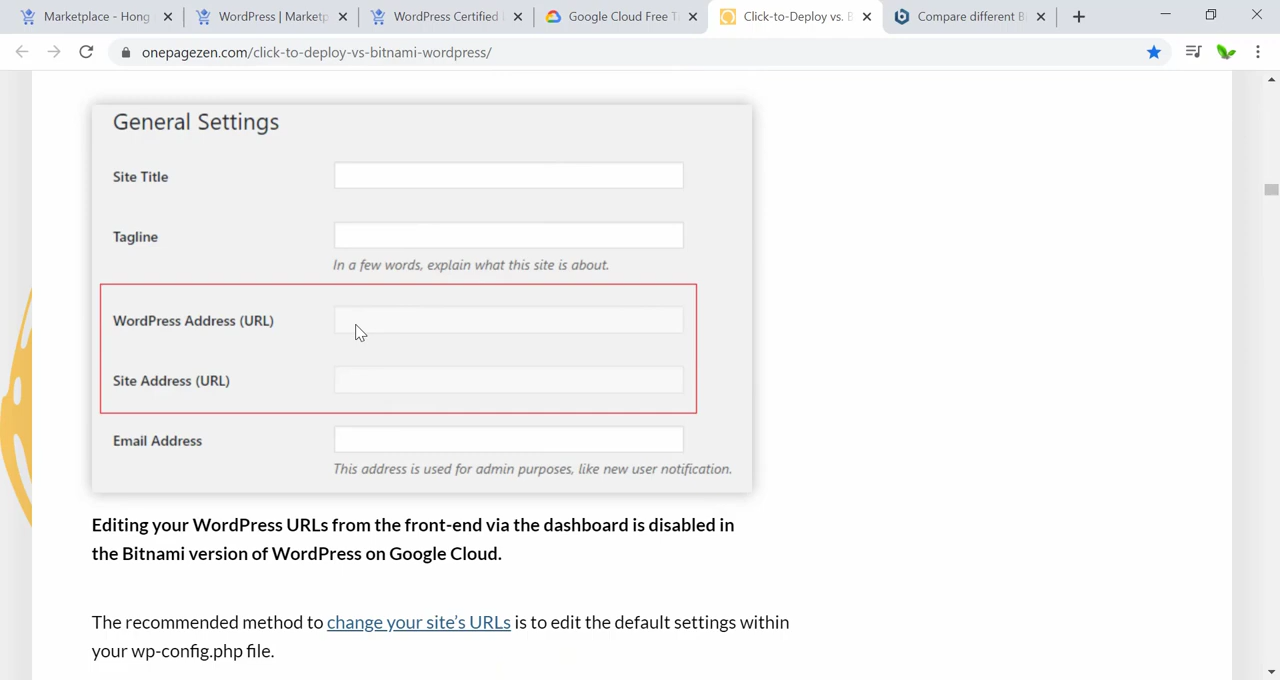 Marketplace - Hong
WordPress | Marketp
WordPress Certified
Google Cloud Free T
Click-to-Deploy vs. B
Compare different B
onepagezen.com/click-to-deploy-vs-bitnami-wordpress/
General Settings
Site Title
Tagline
In a few words, explain what this site is about.
WordPress Address (URL)
Site Address (URL)
Email Address
This address is used for admin purposes, like new user notification.
Editing your WordPress URLs from the front-end via the dashboard is disabled in
the Bitnami version of WordPress on Google Cloud.
The recommended method to change your site's URLs is to edit the default settings within
your wp-config.php file.